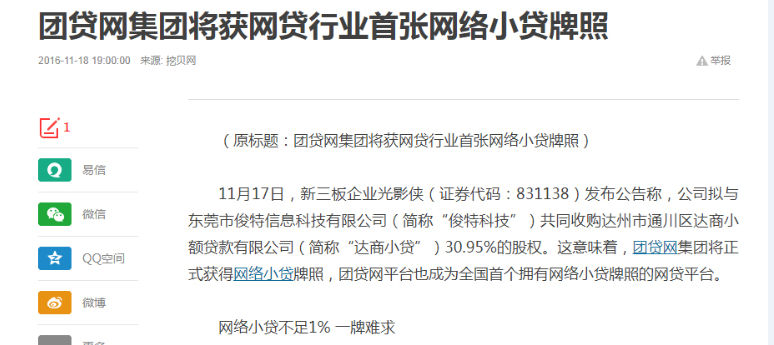 团贷网集团将获网贷行业首张网络小贷牌照
2016-11-18 19:00:00 来源: 挖贝网
举报
1
（原标题：团贷网集团将获网贷行业首张网络小贷牌照）
易信
11月17日，新三板企业光影侠（证券代码：831138）发布公告称，公司拟与
微信
东莞市俊特信息科技有限公司（简称“俊特科技”）共同收购达州市通川区达商小
额贷款有限公司（简称“达商小贷”）30.95%的股权。这意味着，团贷网集团将正
QQ空间
式获得网络小贷牌照，团贷网平台也成为全国首个拥有网络小贷牌照的网贷平台。
微博
网络小贷不足1% 一牌难求